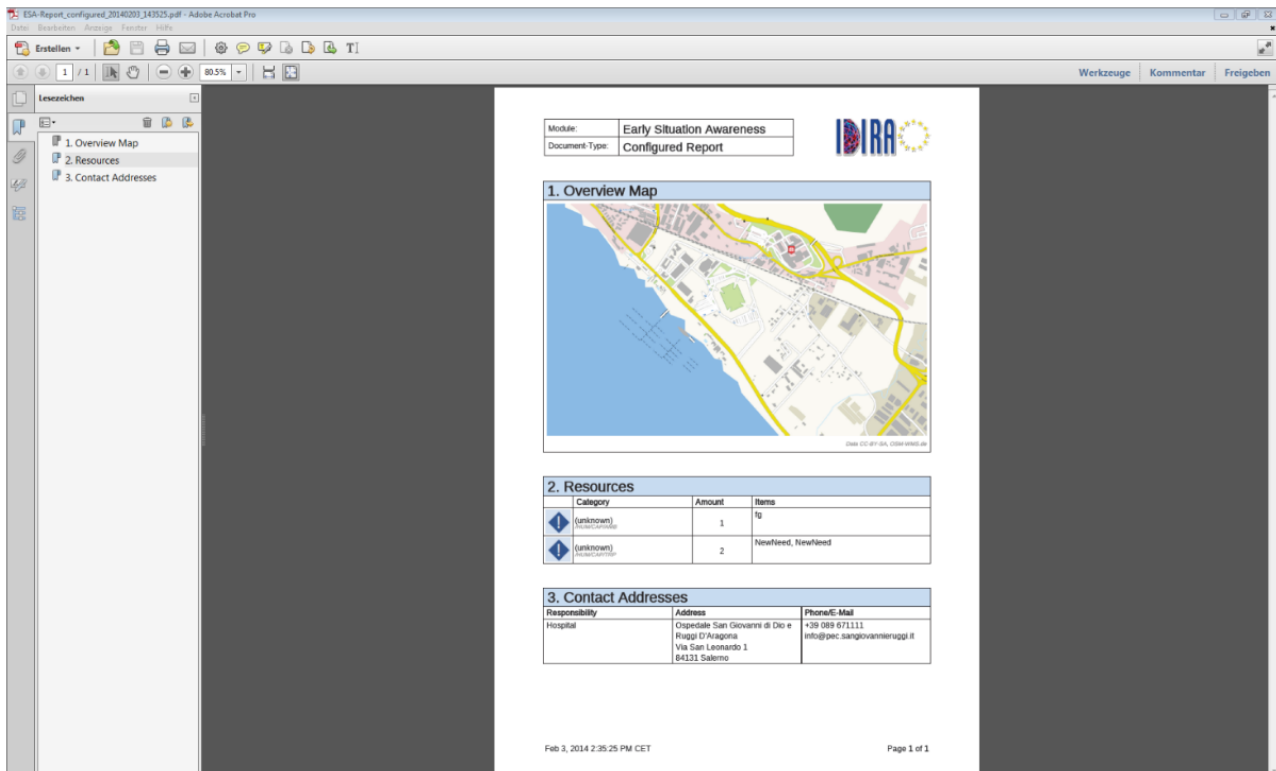 ESA-Report_configured_20140203_143525.pdf - Adobe Acrobat Pro
Datei Bearbeiten Anzeige Fenster Hilfe
Erstellen
1 / 1 80.5% Werkzeuge Kommentar Freigeben
Lesezeichen
1. Overview Map
2. Resources
3. Contact Addresses
Module: Early Situation Awareness
Document-Type: Configured Report
IDIRA
1. Overview Map
Data CC-BY-SA, OSM-WMS.de
2. Resources
Category Amount Items
(unknown) 1 fg
(unknown) 2 NewNeed, NewNeed
3. Contact Addresses
Responsibility Address Phone/E-Mail
Hospital Ospedale San Giovanni di Dio e +39 089 671111
Ruggi D'Aragona info@pec.sangiovannieruggi.it
Via San Leonardo 1
84131 Salerno
Feb 3, 2014 2:35:25 PM CET Page 1 of 1